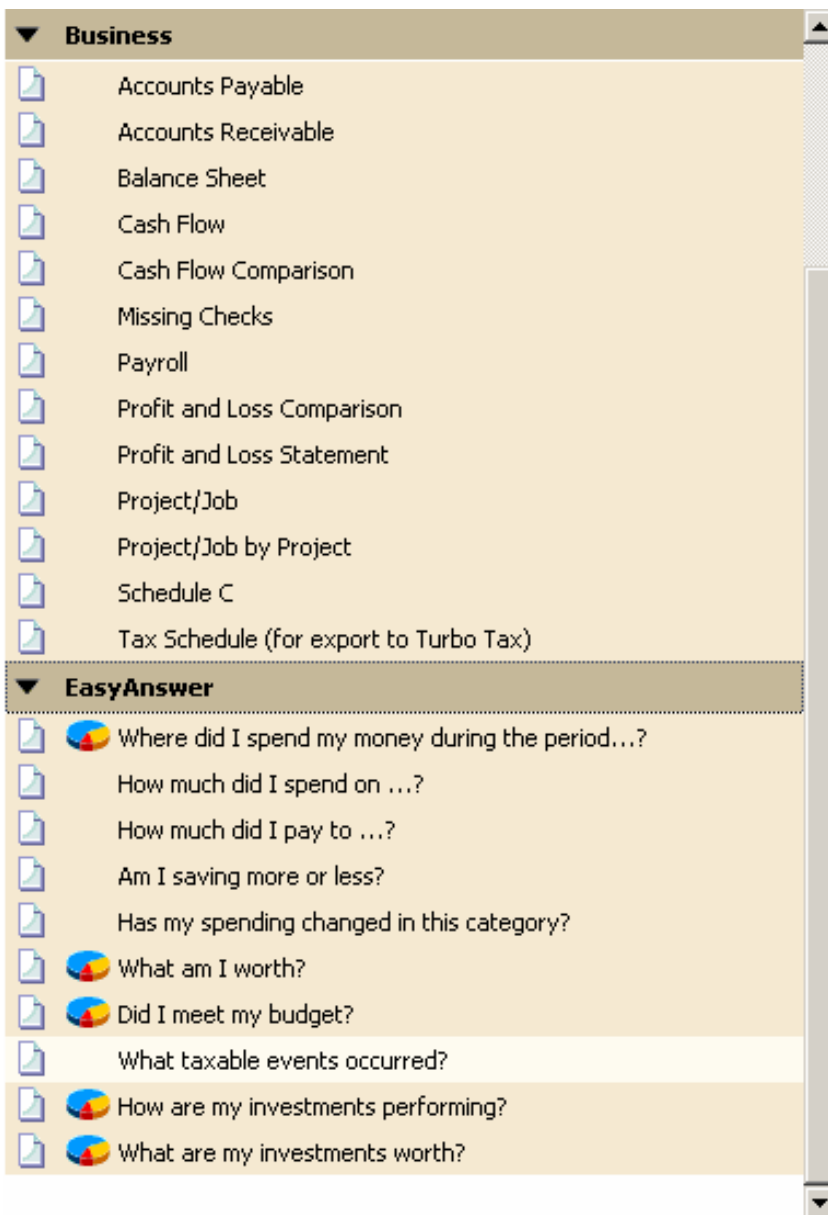 Business
Accounts Payable
Accounts Receivable
Balance Sheet
Cash Flow
Cash Flow Comparison
Missing Checks
Payroll
Profit and Loss Comparison
Profit and Loss Statement
Project/Job
Project/Job by Project
Schedule C
Tax Schedule (for export to Turbo Tax)
EasyAnswer
Where did I spend my money during the period...?
How much did I spend on ...?
How much did I pay to ...?
Am I saving more or less?
Has my spending changed in this category?
What am I worth?
Did I meet my budget?
What taxable events occurred?
How are my investments performing?
What are my investments worth?